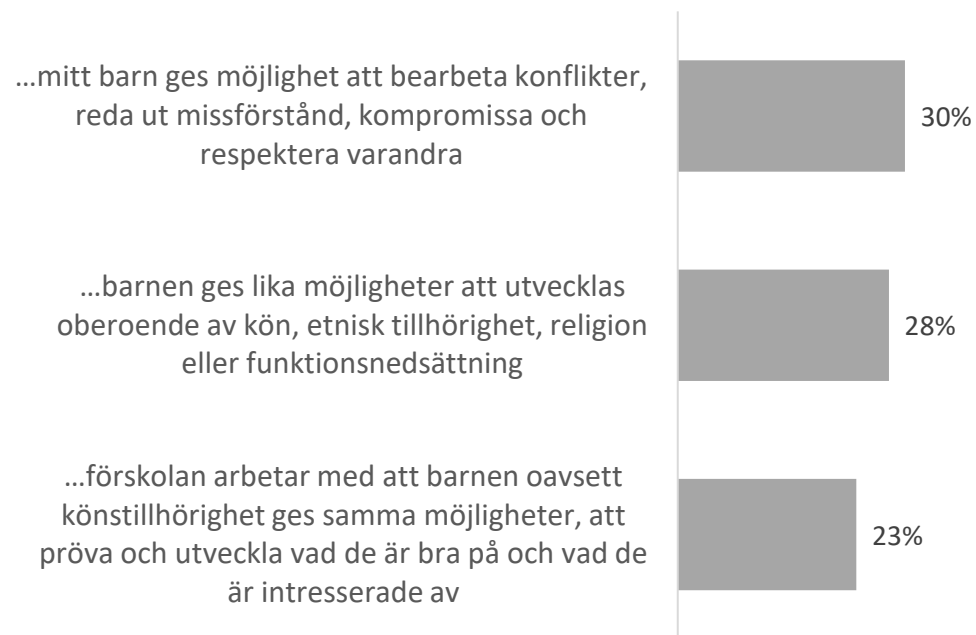 ...mitt barn ges möjlighet att bearbeta konflikter,
reda ut missförstånd, kompromissa och
respektera varandra
30%
...barnen ges lika möjligheter att utvecklas
oberoende av kön, etnisk tillhörighet, religion
eller funktionsnedsättning
28%
...förskolan arbetar med att barnen oavsett
könstillhörighet ges samma möjligheter, att
pröva och utveckla vad de är bra på och vad de
är intresserade av
23%